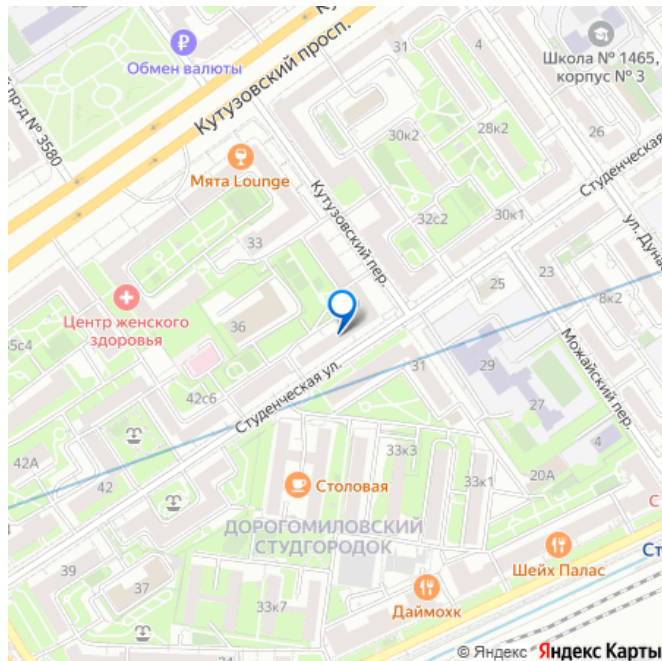 Обмен валюты
Кутузовский просп.
31
4
Школа № 1465,
корпус № 3
пр-д № 3580
30к2
28к2
26
Студенческая
Мята Lounge
Кутузовский пер.
32с2
30к1
33
25
23
8к2
Центр женского
здоровья
36
42с6
Студенческая ул.
31
29
27
Можайский пер.
4
42А
42
33к3
33к1
20А
Столовая
ДОРОГОМИЛОВСКИЙ
СТУДГОРОДОК
Шейх Палас
39
37
33к7
Даймохк
24
© Яндекс Яндекс Карты